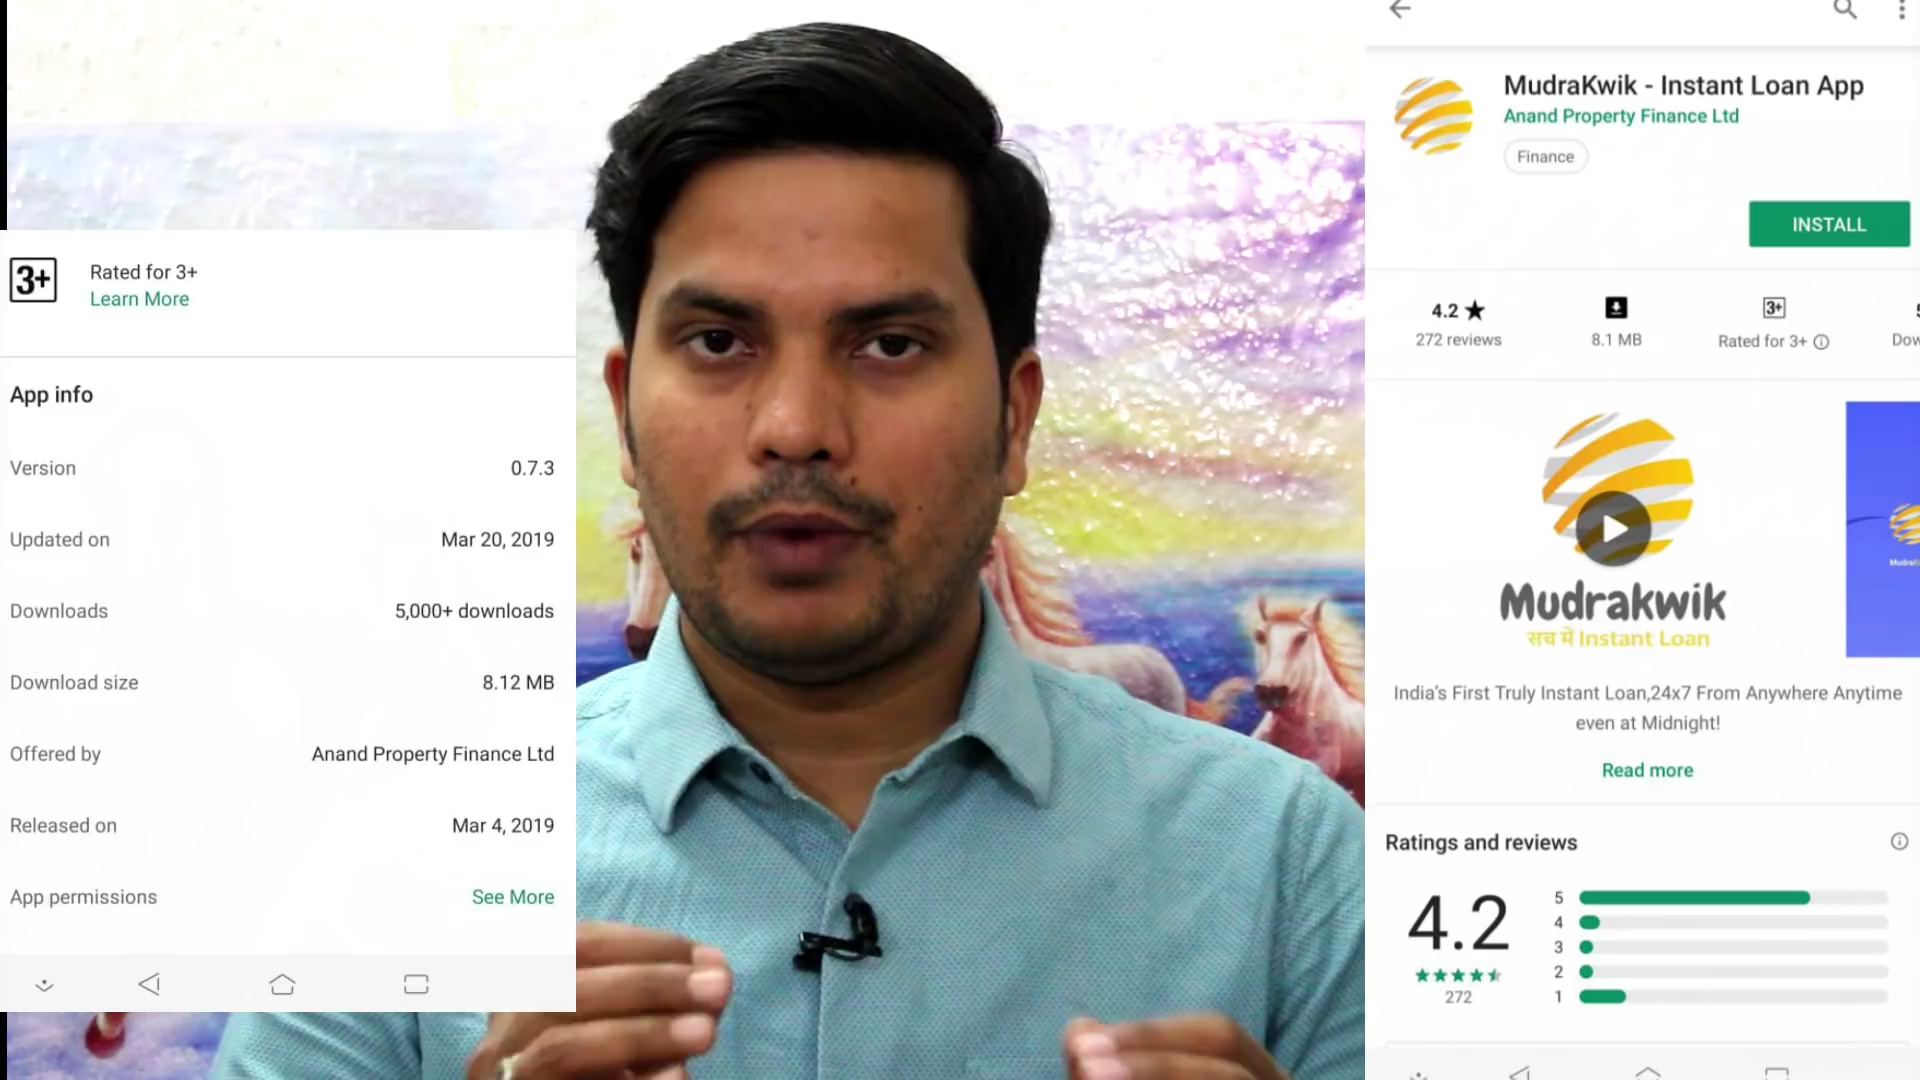 3+
Rated for 3+
Learn More
App info
Version 0.7.3
Updated on Mar 20, 2019
Downloads 5,000+ downloads
Download size 8.12 MB
Offered by Anand Property Finance Ltd
Released on Mar 4, 2019
App permissions See More
MudraKwik - Instant Loan App
Anand Property Finance Ltd
Finance
INSTALL
4.2 ★ 3+
272 reviews 8.1 MB Rated for 3+ Dow
Mudrakwik
सच में Instant Loan
India's First Truly Instant Loan,24x7 From Anywhere Anytime
even at Midnight!
Read more
Ratings and reviews
4.2
272
5
4
3
2
1